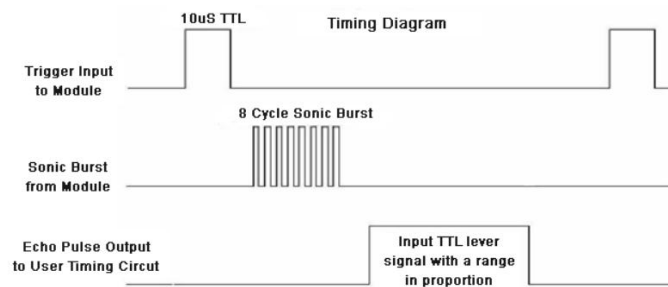 10uS TTL
Timing Diagram
Trigger Input
to Module
8 Cycle Sonic Burst
Sonic Burst
from Module
Echo Pulse Output
to User Timing Circut
Input TTL lever
signal with a range
in proportion